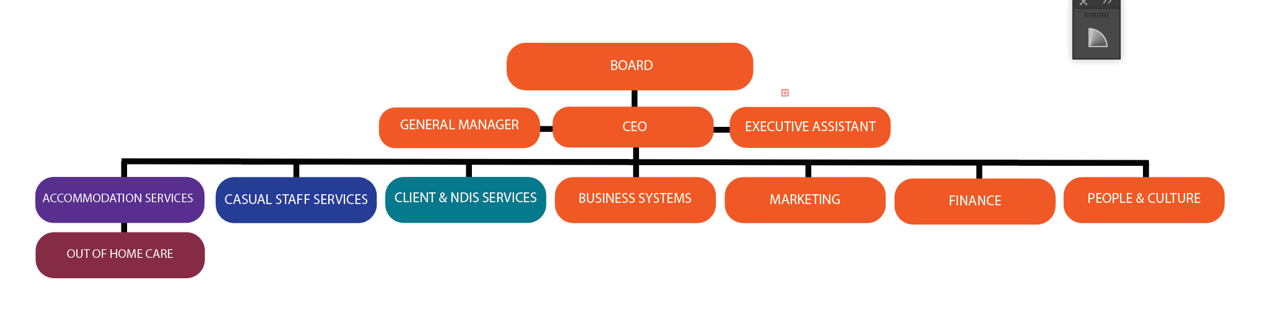 BOARD
GENERAL MANAGER
CEO
EXECUTIVE ASSISTANT
ACCOMMODATION SERVICES
CASUAL STAFF SERVICES
CLIENT & NDIS SERVICES
BUSINESS SYSTEMS
MARKETING
FINANCE
PEOPLE & CULTURE
OUT OF HOME CARE